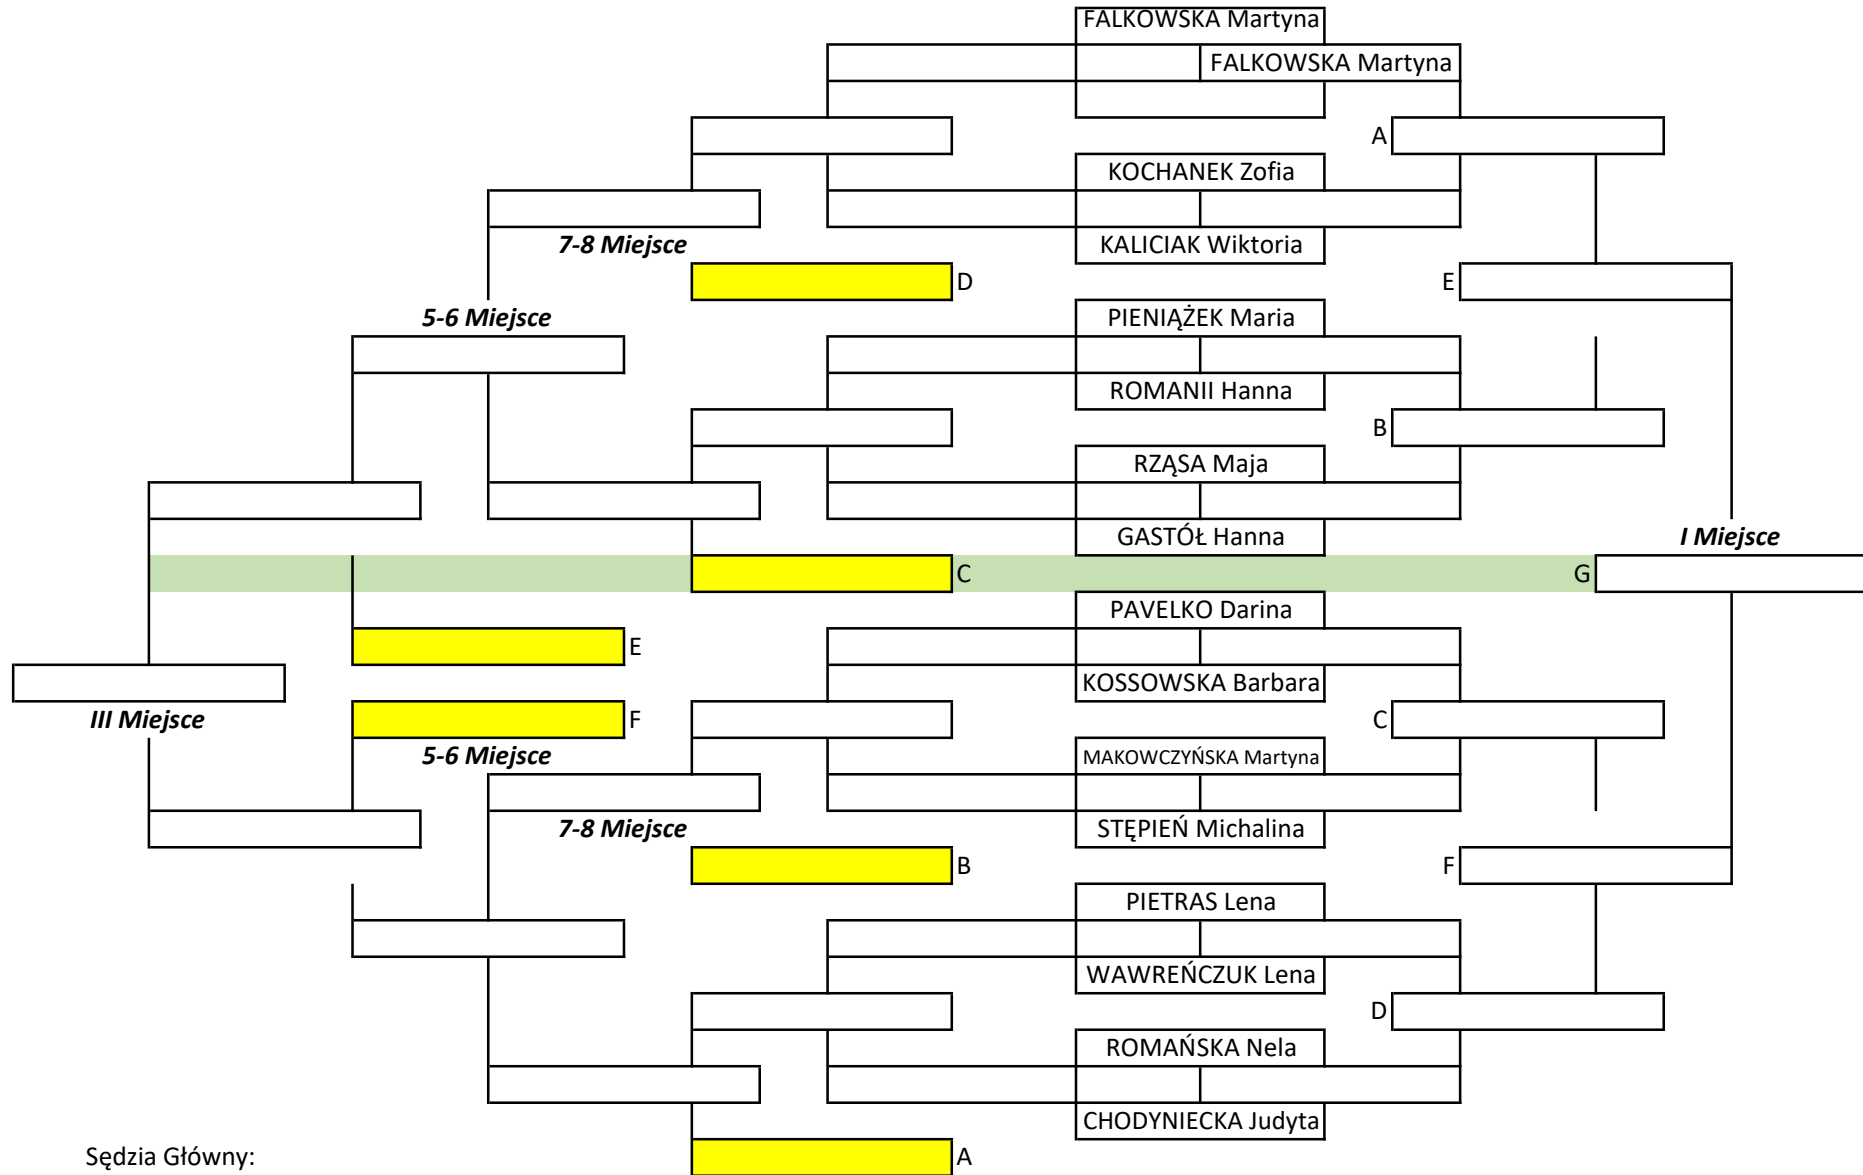 FALKOWSKA Martyna
FALKOWSKA Martyna
A
KOCHANEK Zofia
7-8 Miejsce
KALICIAK Wiktoria
D
E
5-6 Miejsce
PIENIĄŻEK Maria
ROMANII Hanna
B
RZĄSA Maja
GASTÓŁ Hanna
I Miejsce
C
G
PAVELKO Darina
E
KOSSOWSKA Barbara
III Miejsce
F
C
5-6 Miejsce
MAKOWCZYŃSKA Martyna
7-8 Miejsce
STĘPIEŃ Michalina
B
F
PIETRAS Lena
WAWREŃCZUK Lena
D
ROMAŃSKA Nela
CHODYNIECKA Judyta
Sędzia Główny:
A